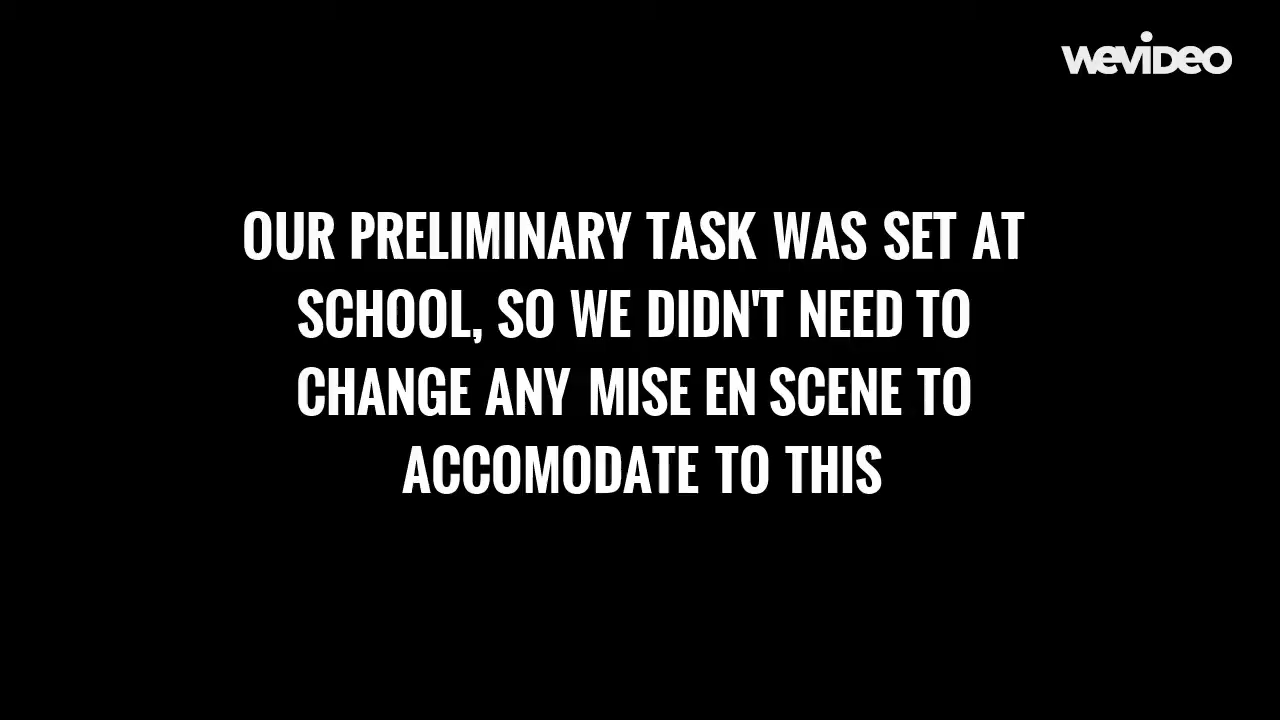 wevideo
OUR PRELIMINARY TASK WAS SET AT
SCHOOL, SO WE DIDN'T NEED TO
CHANGE ANY MISE EN SCENE TO
ACCOMODATE TO THIS